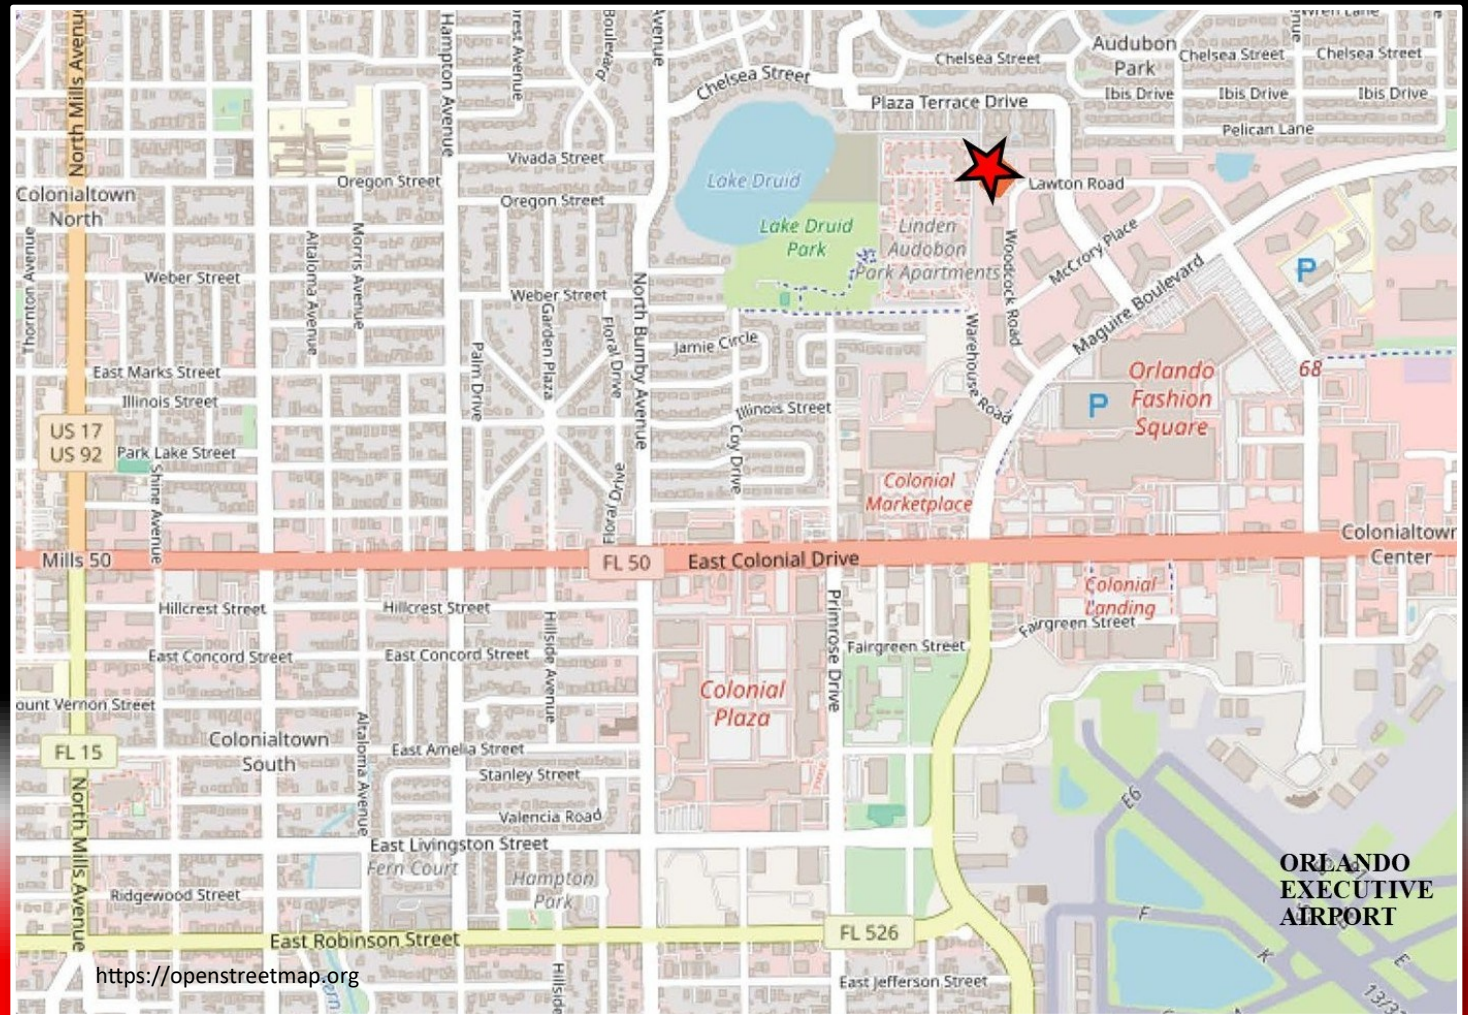 North Mills Avenue
Hampton Avenue
Avenue
Chelsea Street
Chelsea Street
Audubon
Park
Chelsea Street
Chelsea Street
Ibis Drive
Ibis Drive
Ibis Drive
Plaza Terrace Drive
Pelican Lane
Vivada Street
Oregon Street
Oregon Street
Lake Druid
Lawton Road
Colonialtown
North
Lake Druid
Park
Linden
Audobon
Park Apartments
Woodcock Road
McCrory Place
Maguire Boulevard
P
Thornton Avenue
Altaloma Avenue
Morris Avenue
Weber Street
Weber Street
Garden Plaza
Floral Drive
North Bumby Avenue
Jamie Circle
Warehouse Road
Palm Drive
East Marks Street
Illinois Street
Illinois Street
Coy Drive
P
Orlando
Fashion
Square
68
US 17
US 92
Park Lake Street
Shine Avenue
Floral Drive
Colonial
Marketplace
Mills 50
FL 50
East Colonial Drive
Colonialtown
Center
Colonial
Landing
Hillcrest Street
Hillcrest Street
Hillside Avenue
Primrose Drive
Fairgreen Street
Fairgreen Street
East Concord Street
East Concord Street
Colonial
Plaza
ount Vernon Street
FL 15
Colonialtown
South
Altaloma Avenue
East Amelia Street
Stanley Street
Valencia Road
E6
North Mills Avenue
East Livingston Street
Fern Court
Hampton
Park
Ridgewood Street
ORLANDO
EXECUTIVE
AIRPORT
F
K
E
FL 526
East Robinson Street
https://openstreetmap.org
Hillside
East Jefferson Street